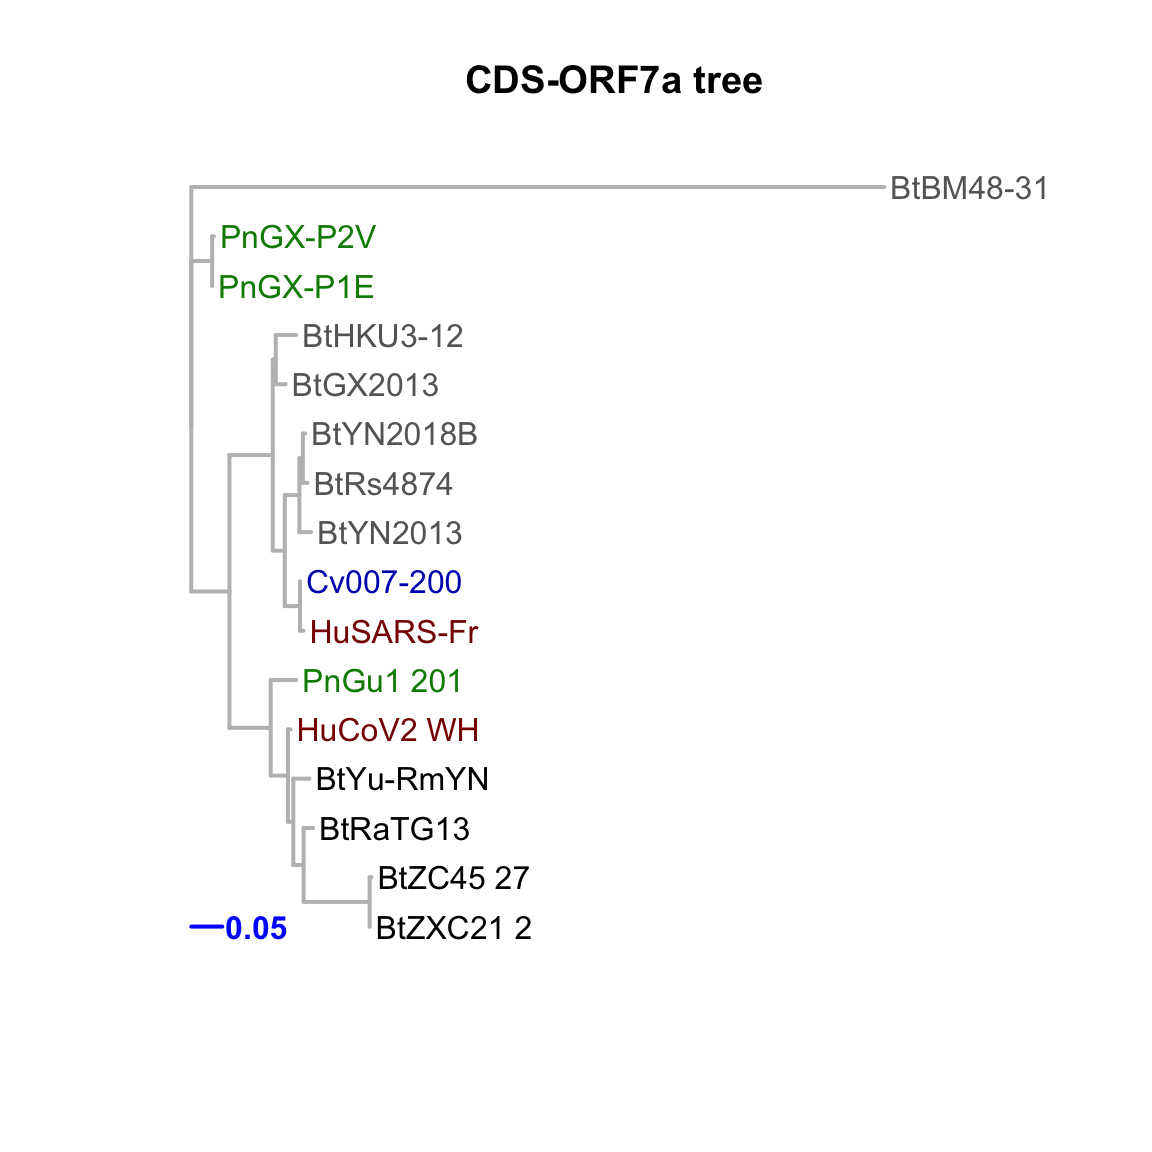 CDS-ORF7a tree
BtBM48-31
PnGX-P2V
PnGX-P1E
BtHKU3-12
BtGX2013
BtYN2018B
BtRs4874
BtYN2013
Cv007-200
HuSARS-Fr
PnGu1 201
HuCoV2 WH
BtYu-RmYN
BtRaTG13
BtZC45 27
BtZXC21 2
0.05